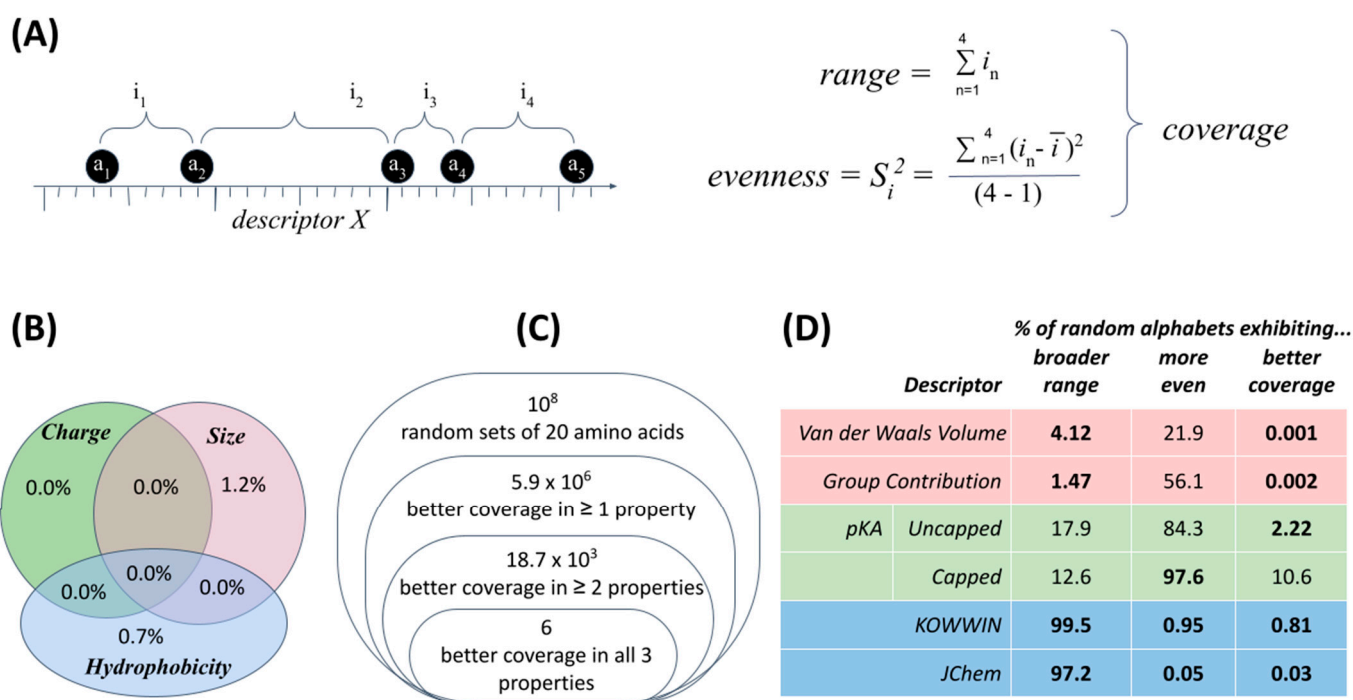 (A)
i₁ i₂ i₃ i₄
a₁ a₂ a₃ a₄ a₅
descriptor X
range = ∑ₙ₌₁⁴ iₙ
evenness = Sᵢ² = ∑ₙ₌₁⁴ (iₙ - i̅)² / (4 - 1)
coverage
(B)
Charge
Size
0.0%
0.0%
1.2%
0.0%
0.0%
0.0%
0.7%
Hydrophobicity
(C)
10⁸
random sets of 20 amino acids
5.9 x 10⁶
better coverage in ≥ 1 property
18.7 x 10³
better coverage in ≥ 2 properties
6
better coverage in all 3
properties
(D)
% of random alphabets exhibiting...
broader more better
Descriptor range even coverage
Van der Waals Volume 4.12 21.9 0.001
Group Contribution 1.47 56.1 0.002
pKA Uncapped 17.9 84.3 2.22
Capped 12.6 97.6 10.6
KOWWIN 99.5 0.95 0.81
JChem 97.2 0.05 0.03